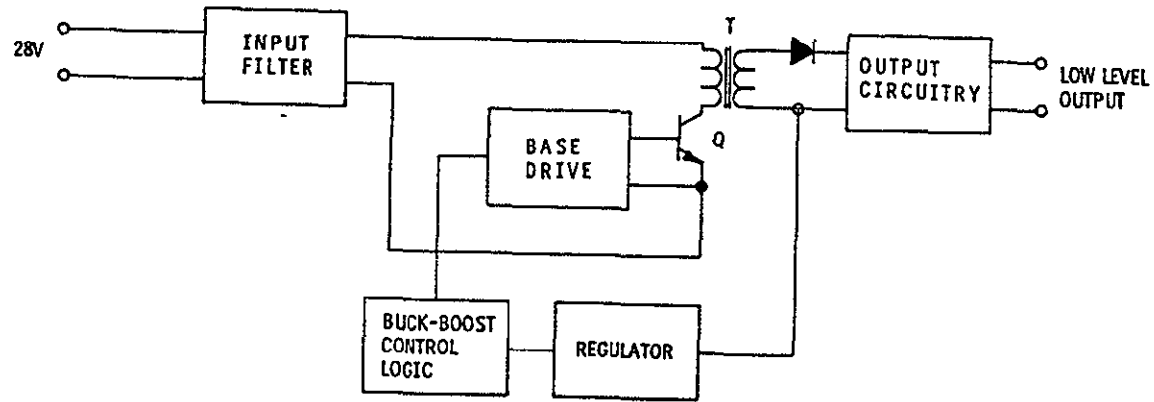 28V
INPUT
FILTER
T
OUTPUT
CIRCUITRY
LOW LEVEL
OUTPUT
BASE
DRIVE
Q
BUCK-BOOST
CONTROL
LOGIC
REGULATOR